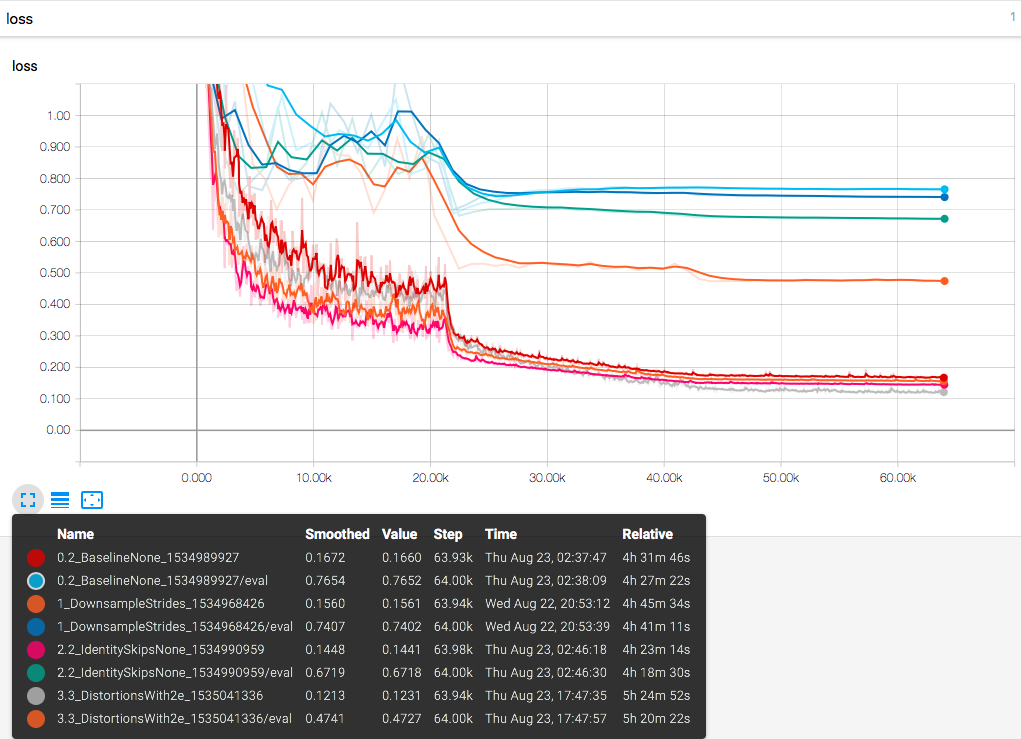 loss 1
loss
1.00
0.900
0.800
0.700
0.600
0.500
0.400
0.300
0.200
0.100
0.00
0.000 10.00k 20.00k 30.00k 40.00k 50.00k 60.00k
Name Smoothed Value Step Time Relative
0.2_BaselineNone_1534989927 0.1672 0.1660 63.93k Thu Aug 23, 02:37:47 4h 31m 46s
0.2_BaselineNone_1534989927/eval 0.7654 0.7652 64.00k Thu Aug 23, 02:38:09 4h 27m 22s
1_DownsampleStrides_1534968426 0.1560 0.1561 63.94k Wed Aug 22, 20:53:12 4h 45m 34s
1_DownsampleStrides_1534968426/eval 0.7407 0.7402 64.00k Wed Aug 22, 20:53:39 4h 41m 11s
2.2_IdentitySkipsNone_1534990959 0.1448 0.1441 63.98k Thu Aug 23, 02:46:18 4h 23m 14s
2.2_IdentitySkipsNone_1534990959/eval 0.6719 0.6718 64.00k Thu Aug 23, 02:46:30 4h 18m 30s
3.3_DistortionsWith2e_1535041336 0.1213 0.1231 63.94k Thu Aug 23, 17:47:35 5h 24m 52s
3.3_DistortionsWith2e_1535041336/eval 0.4741 0.4727 64.00k Thu Aug 23, 17:47:57 5h 20m 22s